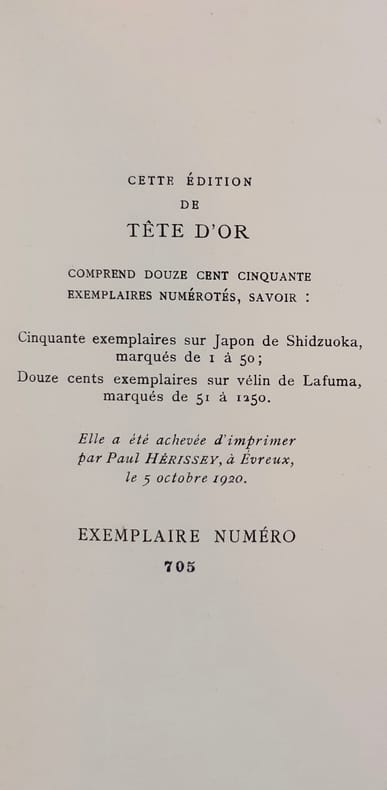 CETTE ÉDITION
DE
TÊTE D'OR
COMPREND DOUZE CENT CINQUANTE
EXEMPLAIRES NUMÉROTÉS, SAVOIR :
Cinquante exemplaires sur Japon de Shidzuoka,
marqués de 1 à 50;
Douze cents exemplaires sur vélin de Lafuma,
marqués de 51 à 1250.
Elle a été achevée d'imprimer
par Paul HÉRISSEY, à Évreux,
le 5 octobre 1920.
EXEMPLAIRE NUMÉRO
705